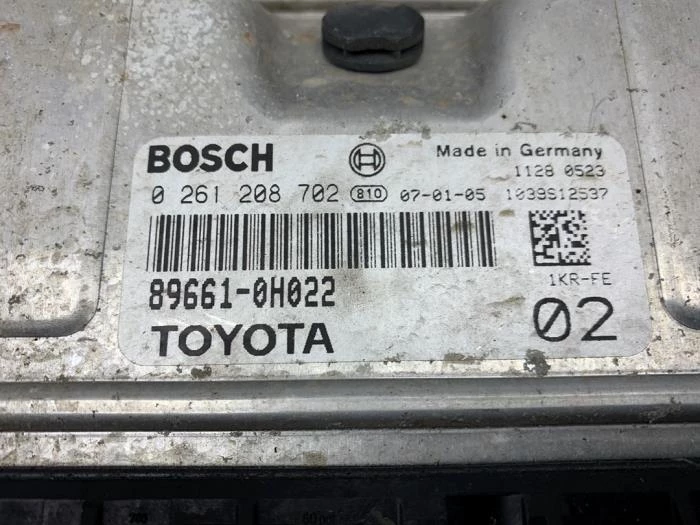 BOSCH Made in Germany
1128 0523
0 261 208 702 810 07-01-05 1039S12537
89661-0H022 1KR-FE
TOYOTA 02